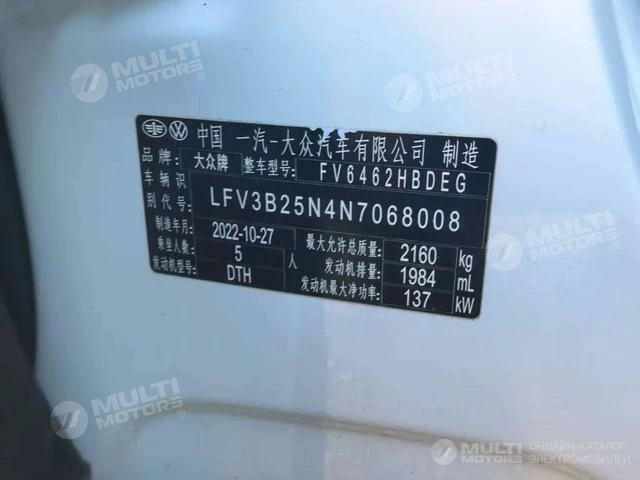 MULTI MOTORS
MULTI MOTORS
中国 一汽-大众汽车有限公司 制造
品牌: 大众牌 整车型号: FV6462HBDEG
车辆识别代号: LFV3B25N4N7068008
制造年月: 2022-10-27 最大允许总质量: 2160 kg
乘坐人数: 5 人 发动机排量: 1984 mL
发动机型号: DTH 发动机最大净功率: 137 kW
MULTI MOTORS
MULTI MOTORS
MULTI MOTORS
MULTI MOTORS ОНЛАЙН-КАТАЛОГ ЭЛЕКТРОМОБИЛЕЙ